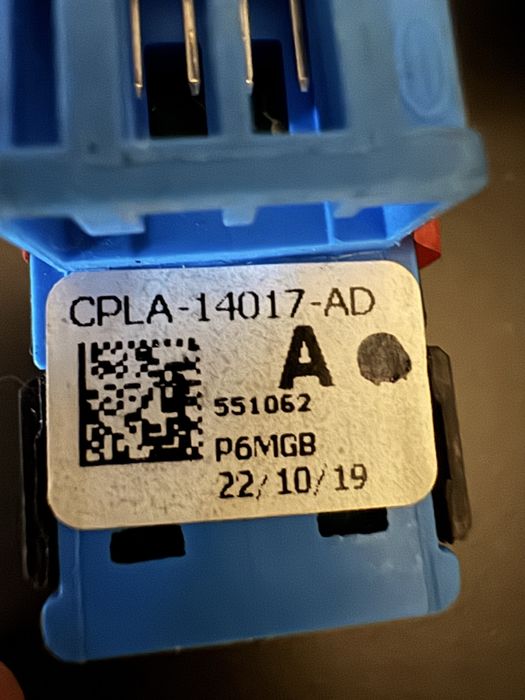 CPLA-14017-AD
A
551062
P6MGB
22/10/19